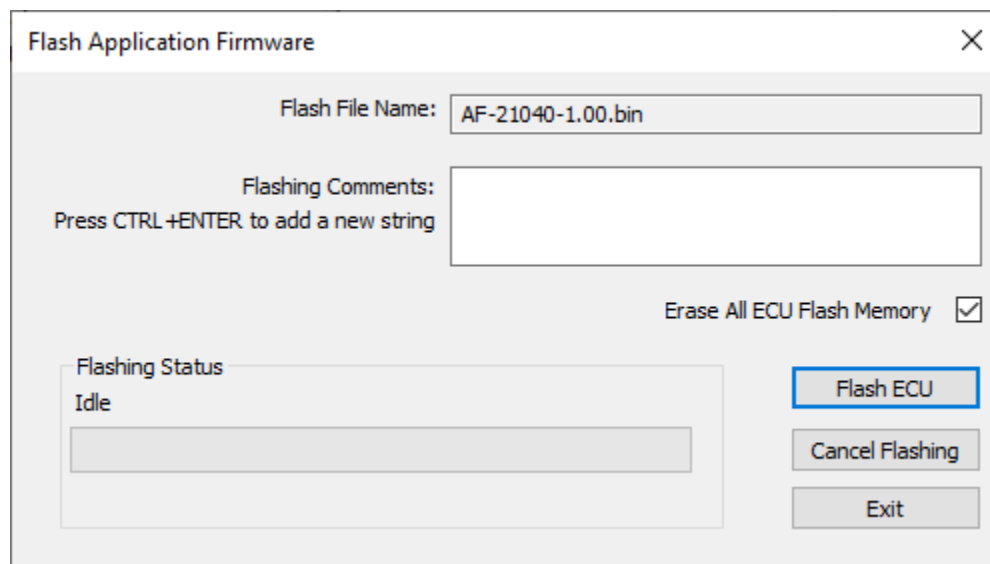 Flash Application Firmware
Flash File Name: AF-21040-1.00.bin
Flashing Comments:
Press CTRL+ENTER to add a new string
Erase All ECU Flash Memory
Flashing Status
Idle
Flash ECU
Cancel Flashing
Exit